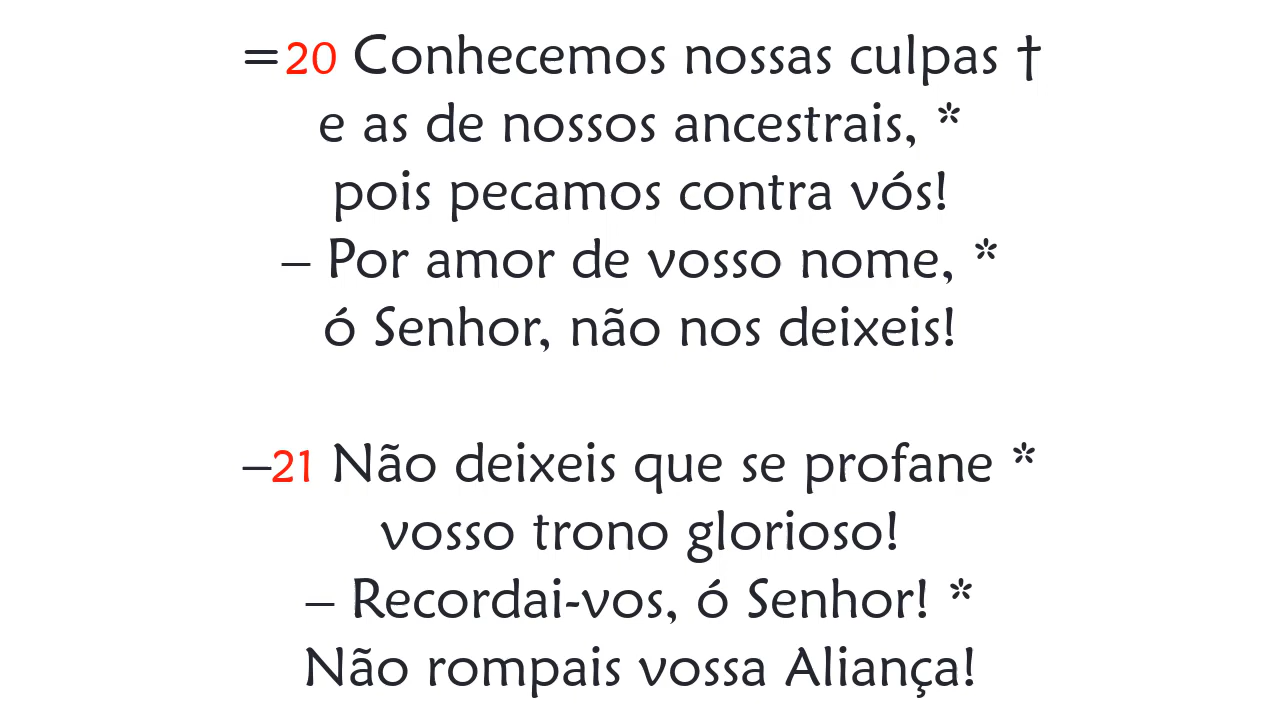 =20 Conhecemos nossas culpas †
e as de nossos ancestrais, *
pois pecamos contra vós!
– Por amor de vosso nome, *
ó Senhor, não nos deixeis!
–21 Não deixeis que se profane *
vosso trono glorioso!
– Recordai-vos, ó Senhor! *
Não rompais vossa Aliança!